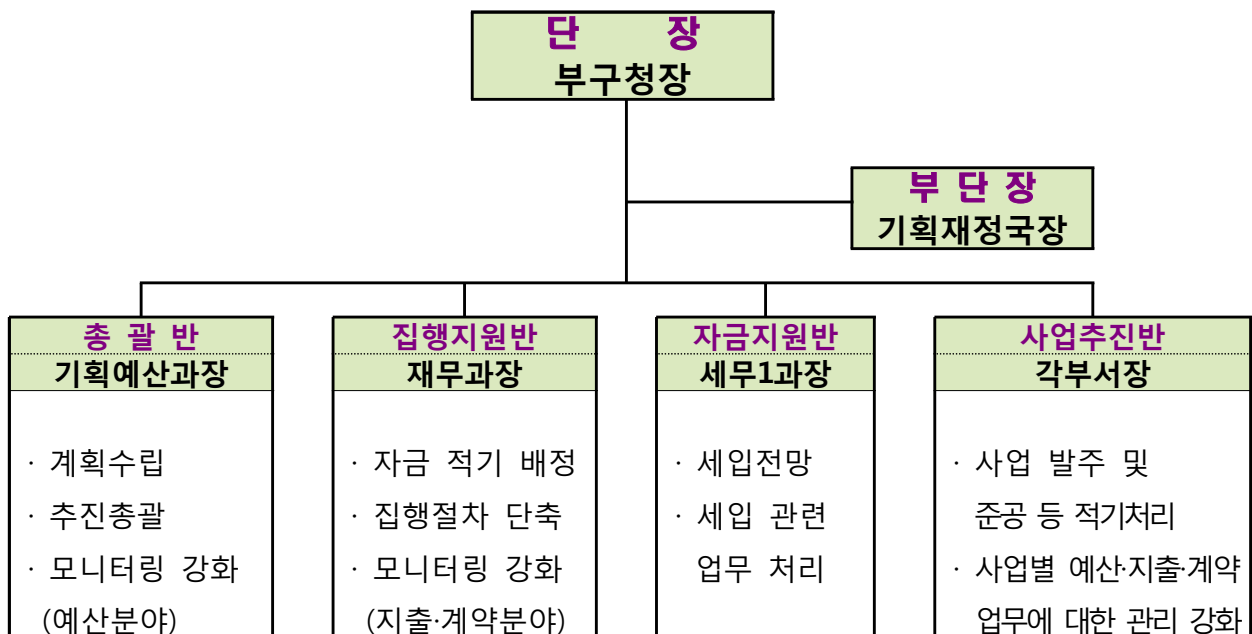 단 장
부구청장
부 단 장
기획재정국장
총 괄 반
기획예산과장
· 계획수립
· 추진총괄
· 모니터링 강화
(예산분야)
집행지원반
재무과장
· 자금 적기 배정
· 집행절차 단축
· 모니터링 강화
(지출·계약분야)
자금지원반
세무1과장
· 세입전망
· 세입 관련
업무 처리
사업추진반
각부서장
· 사업 발주 및
준공 등 적기처리
· 사업별 예산·지출·계약
업무에 대한 관리 강화